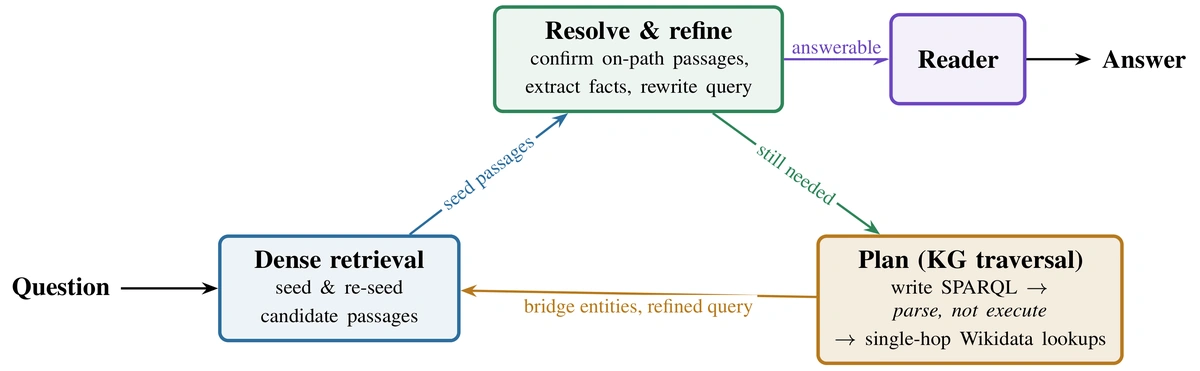 Resolve & refine
confirm on-path passages,
extract facts, rewrite query
answerable
Reader
Answer
seed passages
still needed
Question
Dense retrieval
seed & re-seed
candidate passages
bridge entities, refined query
Plan (KG traversal)
write SPARQL →
parse, not execute
→ single-hop Wikidata lookups